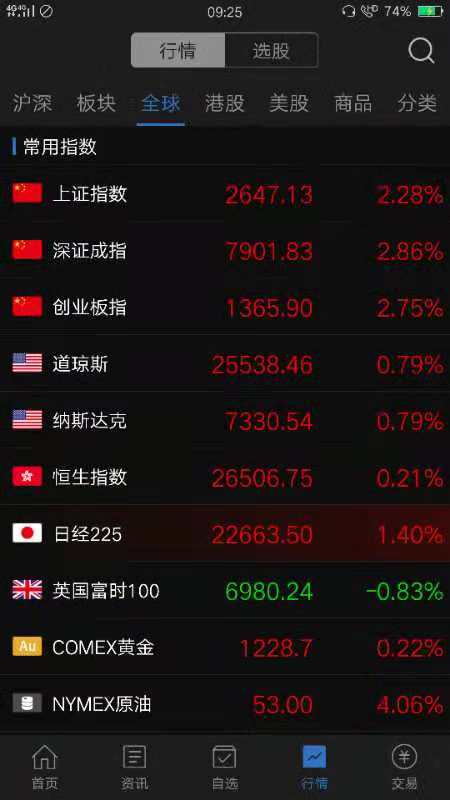 4G 4G 09:25 HD 74%
行情 选股
沪深 板块 全球 港股 美股 商品 分类
常用指数
上证指数 2647.13 2.28%
深证成指 7901.83 2.86%
创业板指 1365.90 2.75%
道琼斯 25538.46 0.79%
纳斯达克 7330.54 0.79%
恒生指数 26506.75 0.21%
日经225 22663.50 1.40%
英国富时100 6980.24 -0.83%
Au COMEX黄金 1228.7 0.22%
NYMEX原油 53.00 4.06%
首页 资讯 自选 行情 交易